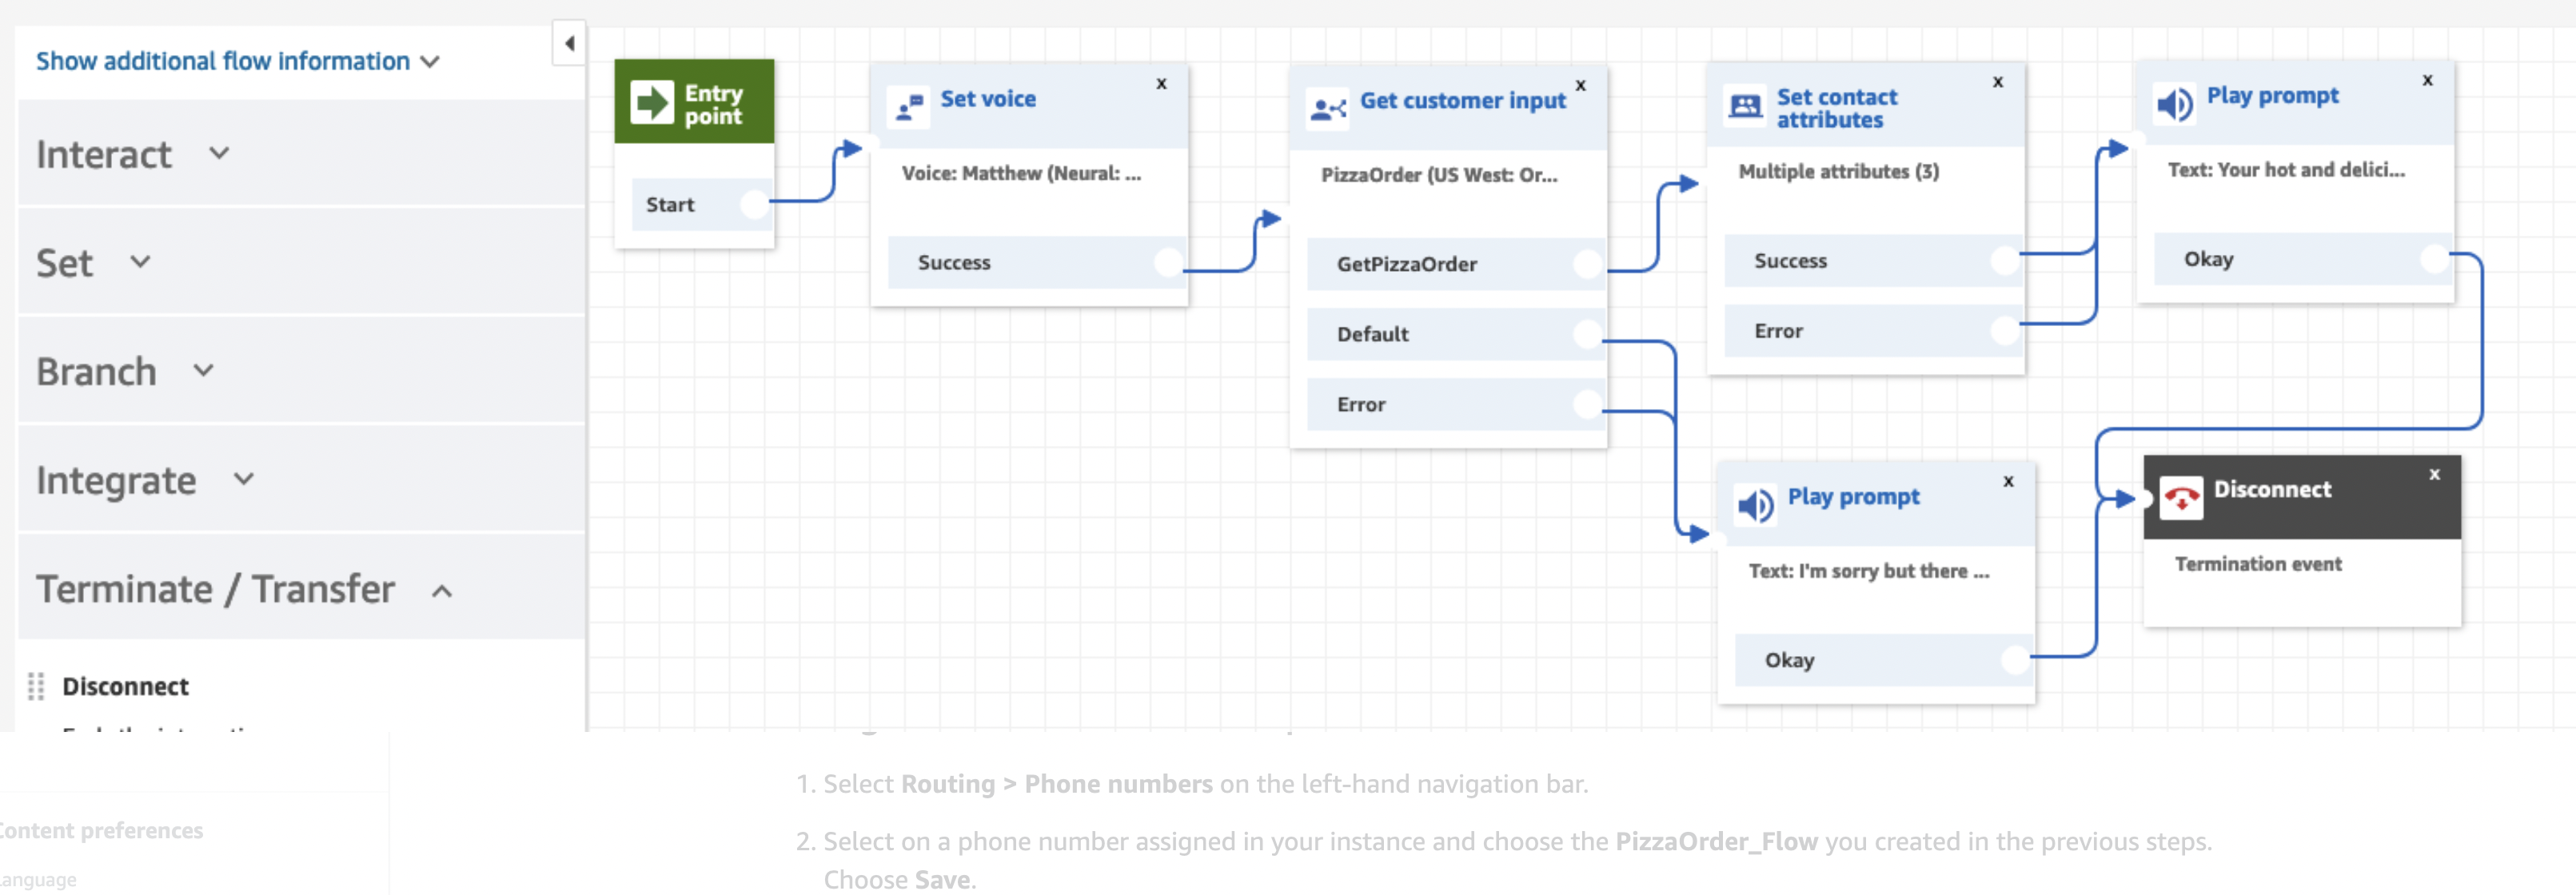 Show additional flow information
Interact
Set
Branch
Integrate
Terminate / Transfer
Disconnect
Entry
point
Start
Set voice
x
Voice: Matthew (Neural: ...
Success
Get customer input
x
PizzaOrder (US West: Or...
GetPizzaOrder
Default
Error
Set contact
attributes
x
Multiple attributes (3)
Success
Error
Play prompt
x
Text: Your hot and delici...
Okay
Play prompt
x
Text: I'm sorry but there ...
Okay
Disconnect
x
Termination event
Content preferences
Language
1. Select Routing > Phone numbers on the left-hand navigation bar.
2. Select on a phone number assigned in your instance and choose the PizzaOrder_Flow you created in the previous steps.
Choose Save.